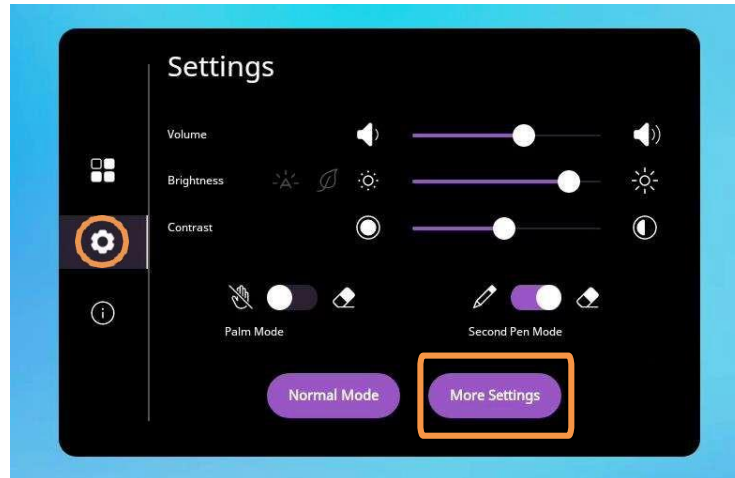 Settings
Volume
Brightness
Contrast
Palm Mode
Second Pen Mode
Normal Mode
More Settings